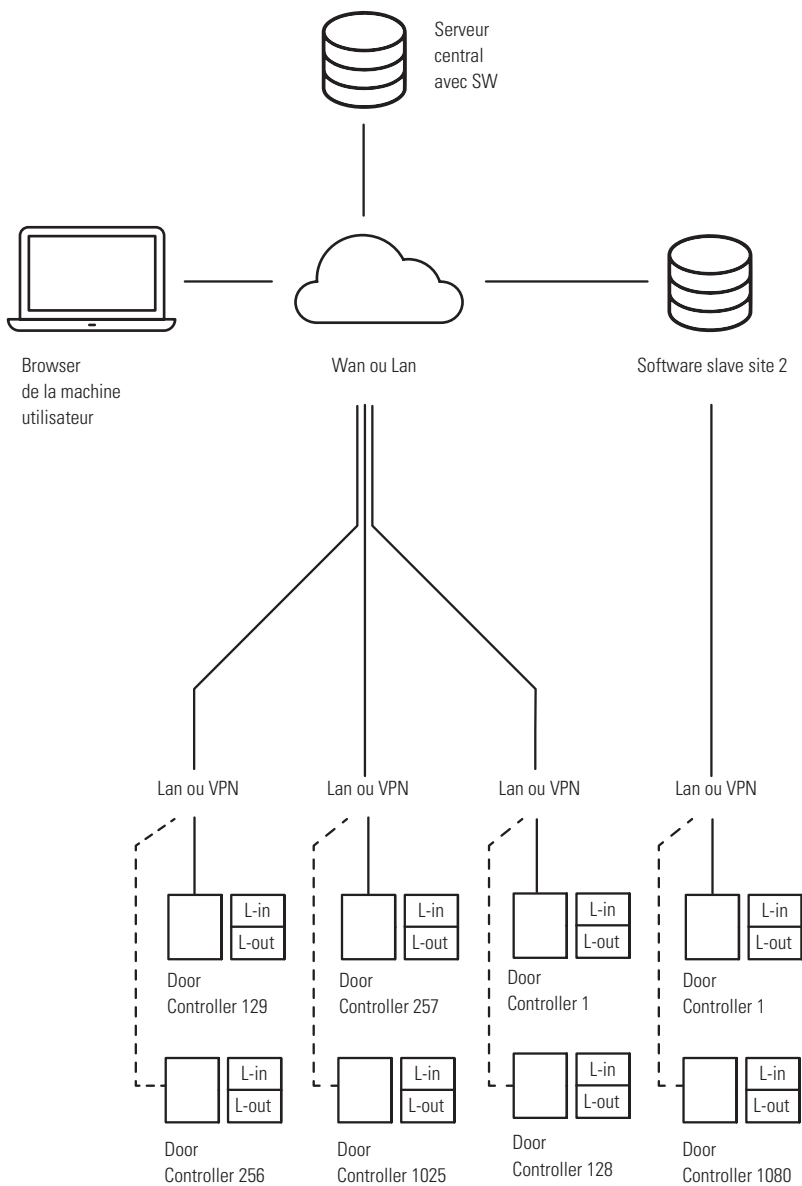 Serveur
central
avec SW
Browser
de la machine
utilisateur
Wan ou Lan
Software slave site 2
Lan ou VPN
Lan ou VPN
Lan ou VPN
Lan ou VPN
L-in
L-out
Door
Controller 129
L-in
L-out
Door
Controller 257
L-in
L-out
Door
Controller 1
L-in
L-out
Door
Controller 1
L-in
L-out
Door
Controller 256
L-in
L-out
Door
Controller 1025
L-in
L-out
Door
Controller 128
L-in
L-out
Door
Controller 1080